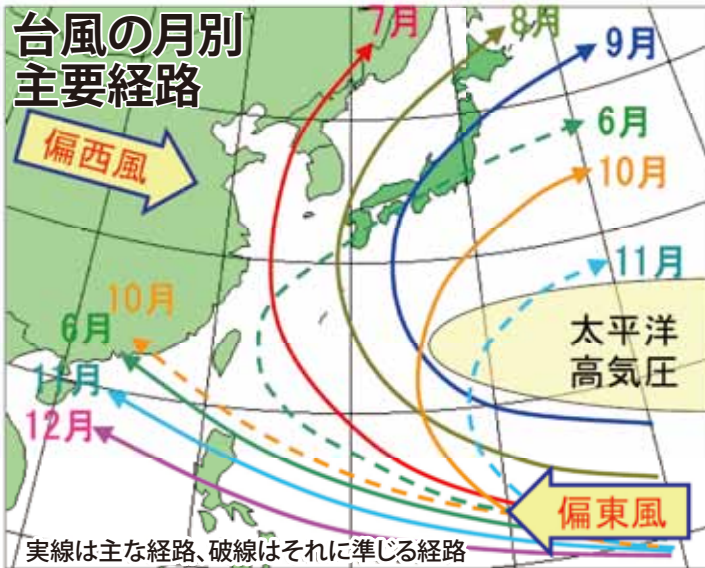 台風の月別
主要経路
7月
8月
9月
偏西風
6月
10月
11月
10月
6月
太平洋
高気圧
11月
12月
偏東風
実線は主な経路、破線はそれに準じる経路